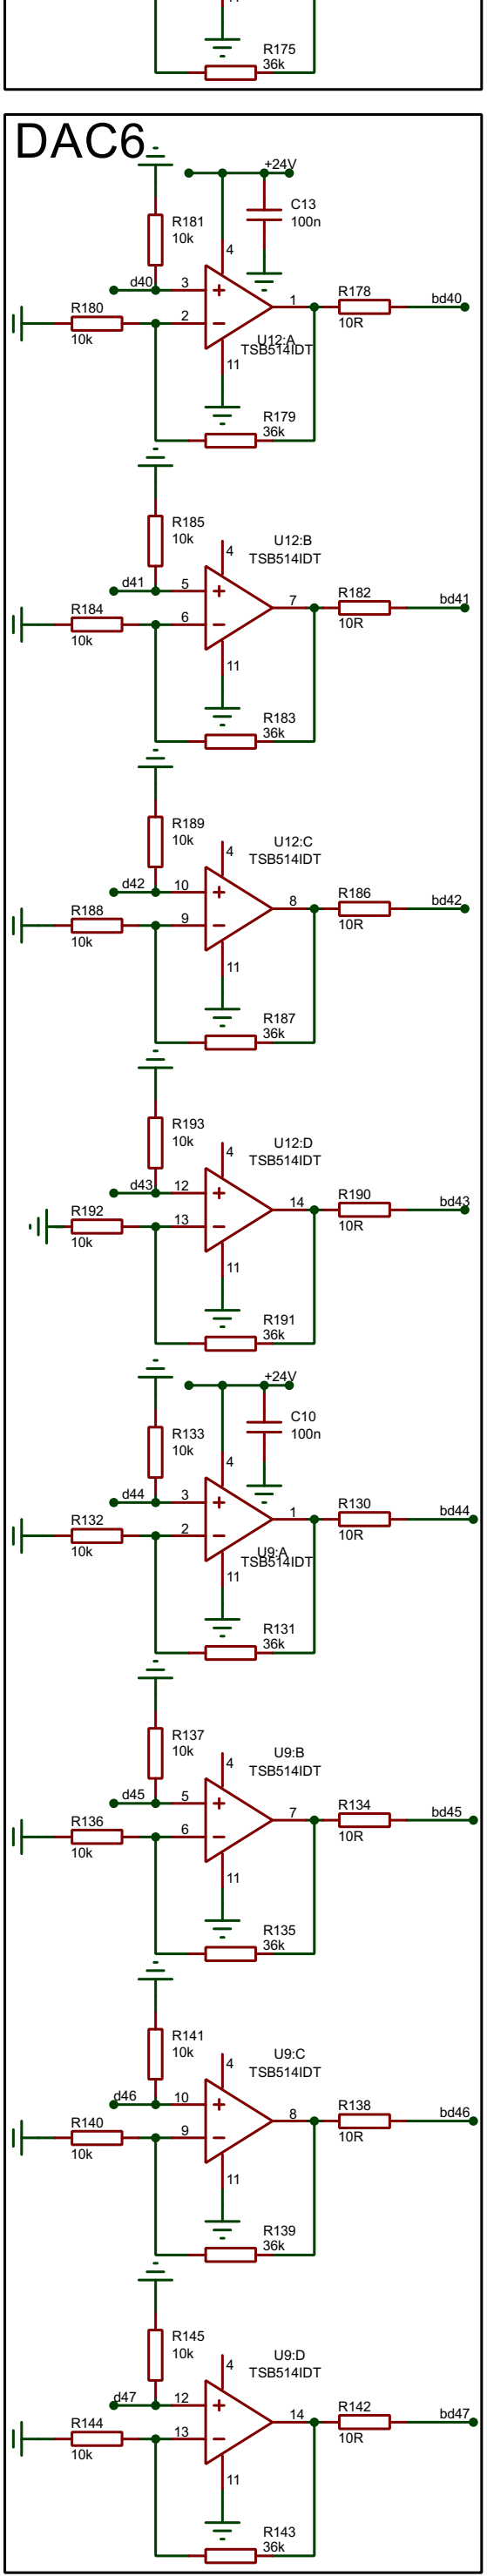 R175
36k
DAC6
+24V
C13
100n
R181
10k
4
d40
3
R178
1
bd40
R180
2
10R
10k
U12:A
TSB514IDT
11
R179
36k
R185
10k
U12:B
4
TSB514IDT
d41
5
R182
7
bd41
R184
6
10R
10k
11
R183
36k
R189
10k
U12:C
4
TSB514IDT
d42
10
R186
8
bd42
R188
9
10R
10k
11
R187
36k
R193
10k
U12:D
4
TSB514IDT
d43
12
R190
14
bd43
R192
13
10R
10k
11
R191
36k
+24V
C10
100n
R133
10k
4
d44
3
R130
1
bd44
R132
2
10R
10k
U9:A
TSB514IDT
11
R131
36k
R137
10k
U9:B
4
TSB514IDT
d45
5
R134
7
bd45
R136
6
10R
10k
11
R135
36k
R141
10k
U9:C
4
TSB514IDT
d46
10
R138
8
bd46
R140
9
10R
10k
11
R139
36k
R145
10k
U9:D
4
TSB514IDT
d47
12
R142
14
bd47
R144
13
10R
10k
11
R143
36k